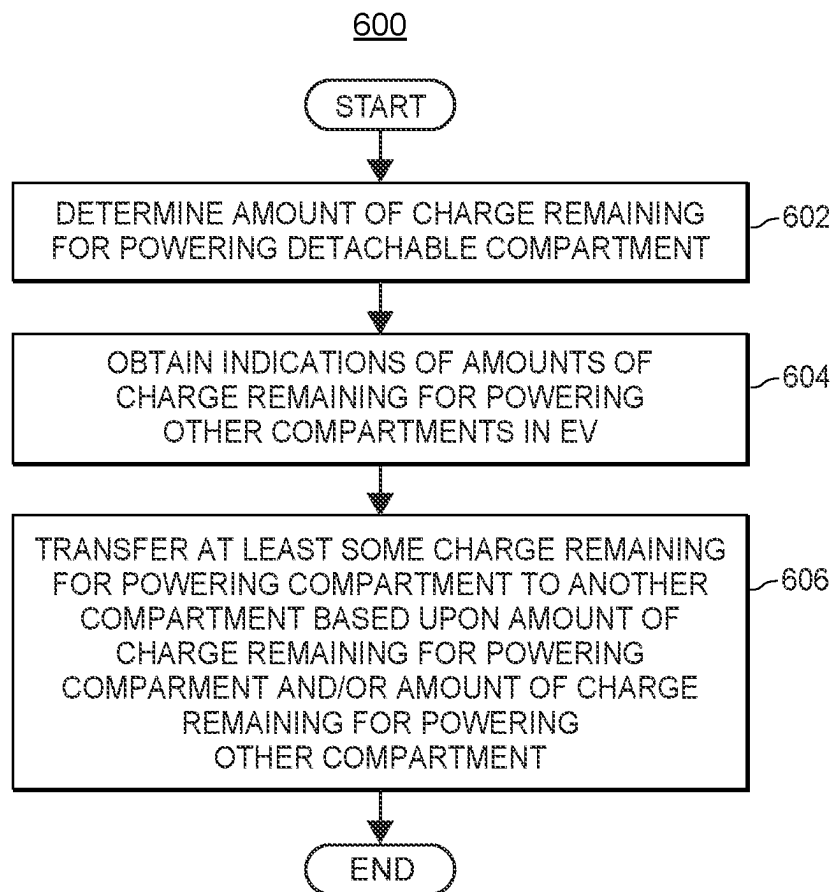 600
START
DETERMINE AMOUNT OF CHARGE REMAINING
FOR POWERING DETACHABLE COMPARTMENT
602
OBTAIN INDICATIONS OF AMOUNTS OF
CHARGE REMAINING FOR POWERING
OTHER COMPARTMENTS IN EV
604
TRANSFER AT LEAST SOME CHARGE REMAINING
FOR POWERING COMPARTMENT TO ANOTHER
COMPARTMENT BASED UPON AMOUNT OF
CHARGE REMAINING FOR POWERING
COMPARMENT AND/OR AMOUNT OF CHARGE
REMAINING FOR POWERING
OTHER COMPARTMENT
606
END